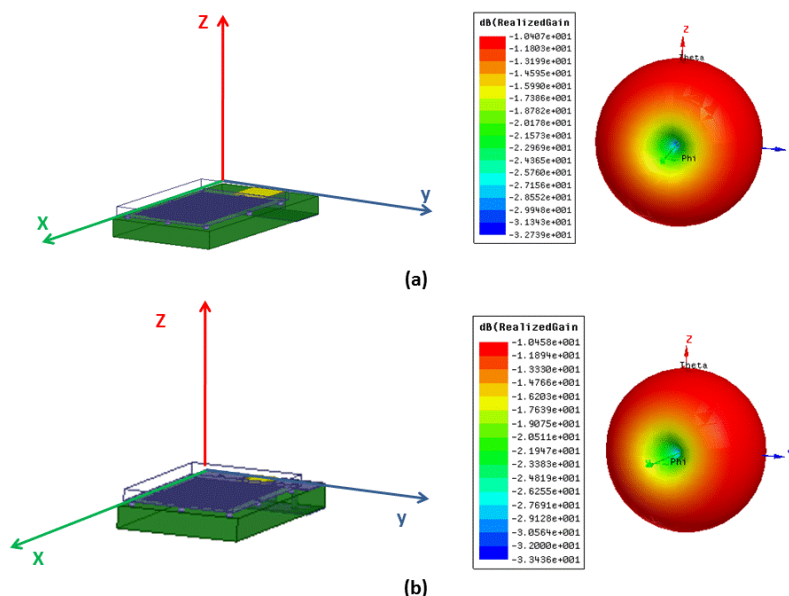 Z
y
X
dB(RealizedGain
-1.0407e+001
-1.1803e+001
-1.3199e+001
-1.4595e+001
-1.5990e+001
-1.7386e+001
-1.8782e+001
-2.0178e+001
-2.1573e+001
-2.2969e+001
-2.4365e+001
-2.5760e+001
-2.7156e+001
-2.8552e+001
-2.9948e+001
-3.1343e+001
-3.2739e+001
Z
Theta
Phi
(a)
Z
y
X
dB(RealizedGain
-1.0458e+001
-1.1894e+001
-1.3330e+001
-1.4766e+001
-1.6203e+001
-1.7639e+001
-1.9075e+001
-2.0511e+001
-2.1947e+001
-2.3383e+001
-2.4819e+001
-2.6255e+001
-2.7691e+001
-2.9128e+001
-3.0564e+001
-3.2000e+001
-3.3436e+001
Z
Theta
Phi
(b)